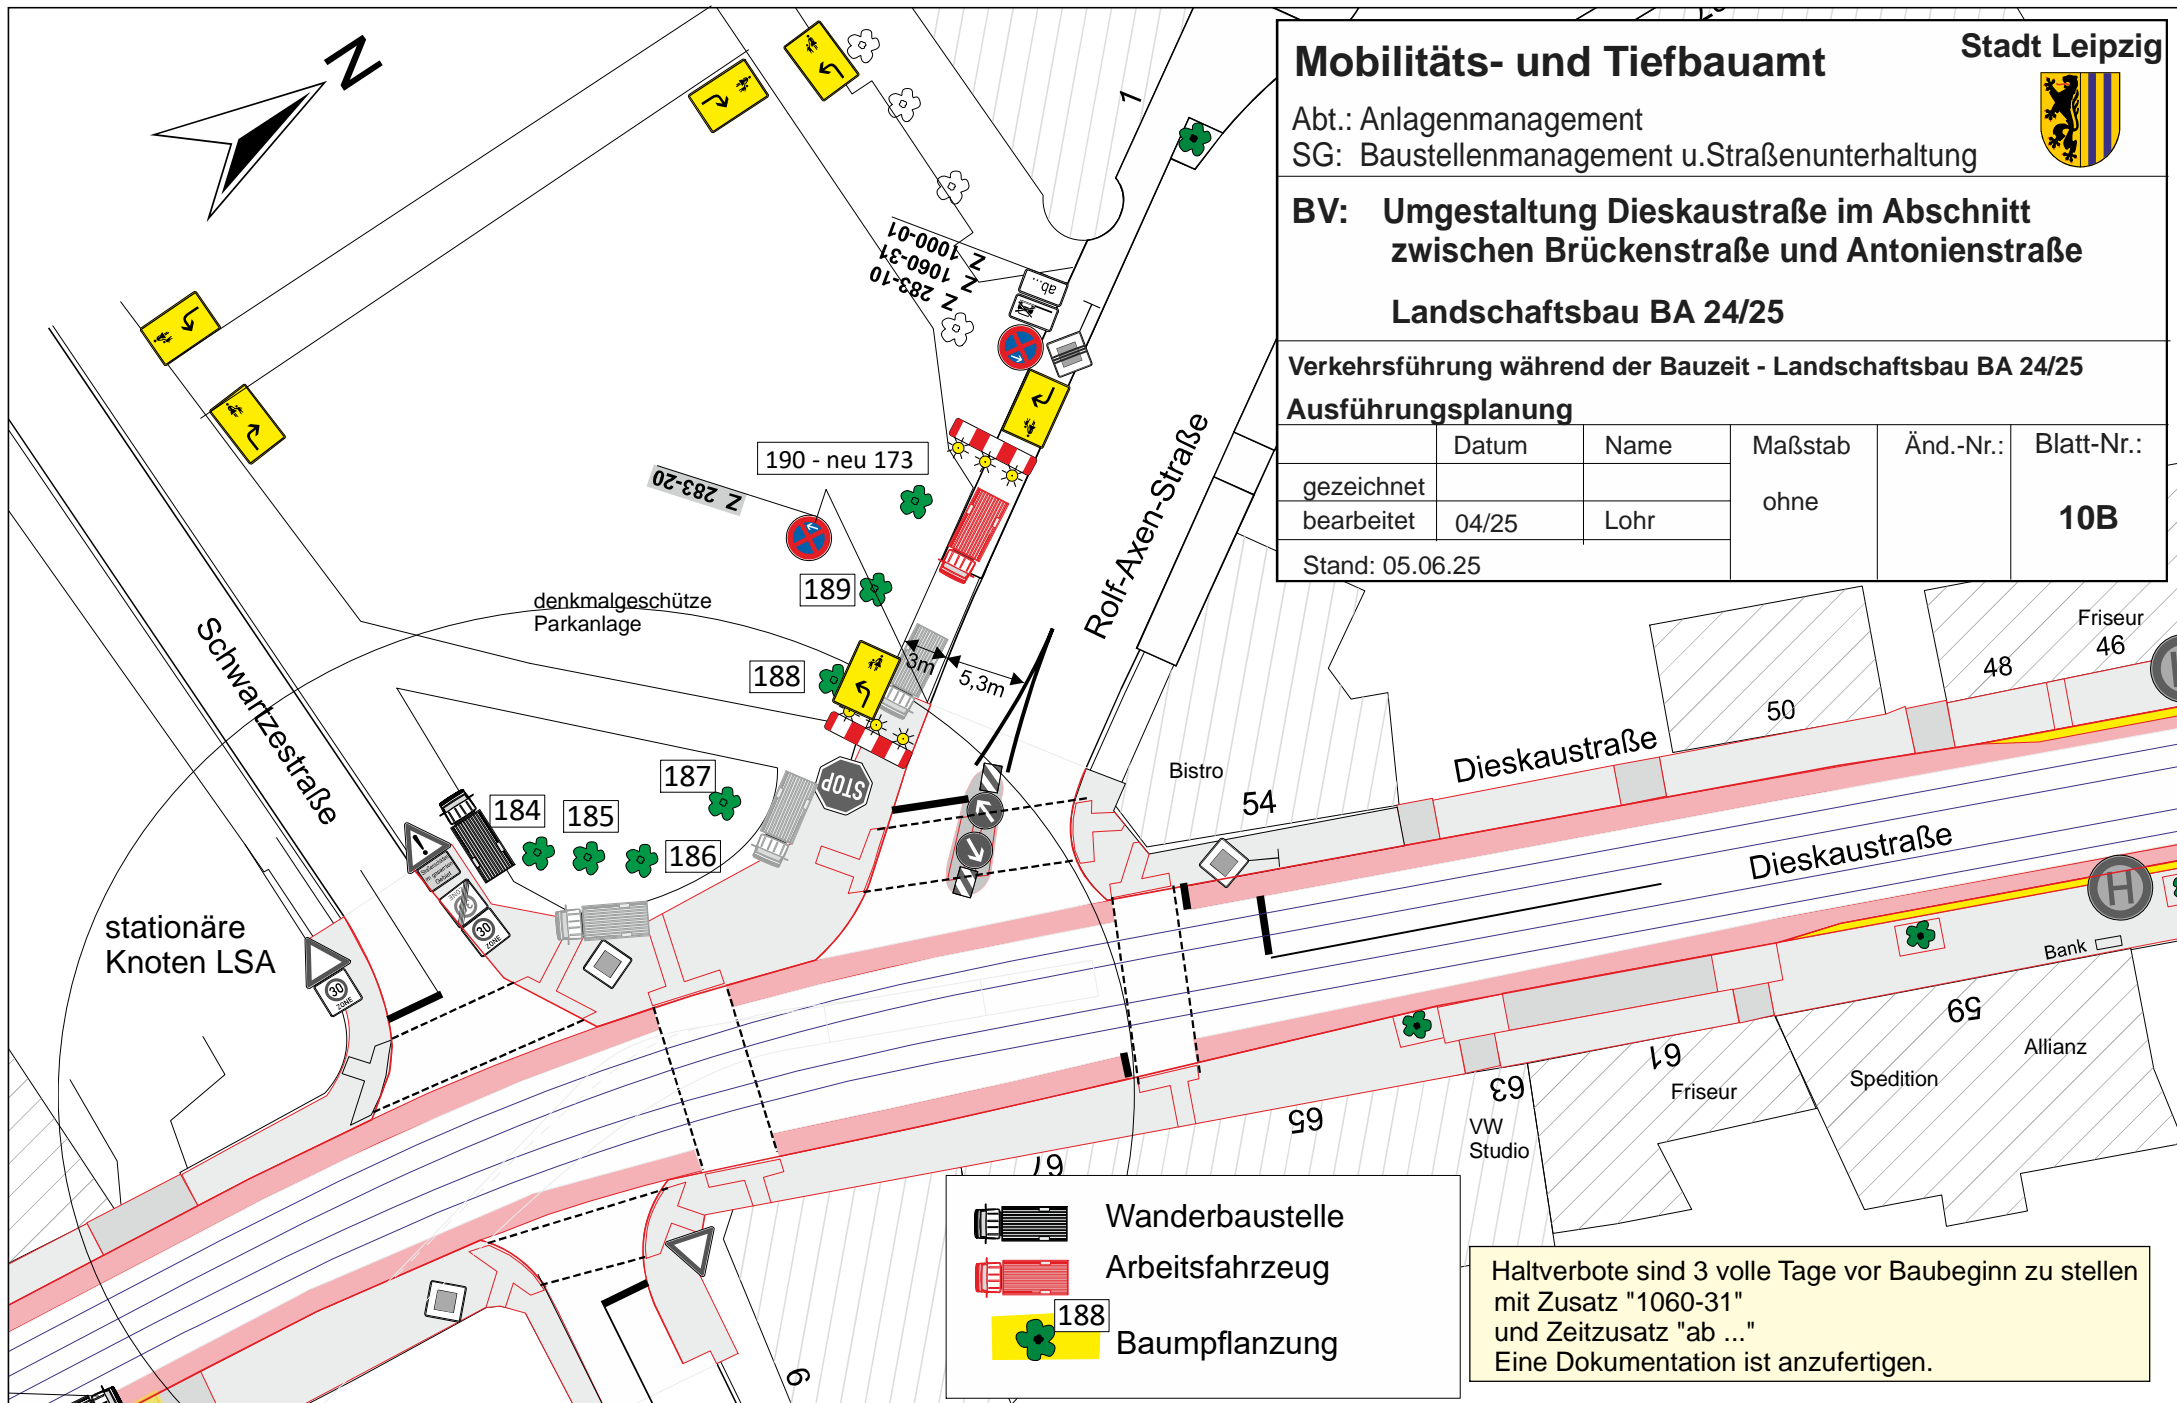 N
Mobilitäts- und Tiefbauamt
Stadt Leipzig
Abt.: Anlagenmanagement
SG: Baustellenmanagement u.Straßenunterhaltung
BV: Umgestaltung Dieskaustraße im Abschnitt
zwischen Brückenstraße und Antonienstraße
Landschaftsbau BA 24/25
Verkehrsführung während der Bauzeit - Landschaftsbau BA 24/25
Ausführungsplanung
Datum Name Maßstab Änd.-Nr.: Blatt-Nr.:
gezeichnet
bearbeitet 04/25 Lohr ohne 10B
Stand: 05.06.25
1
Z 1000-01
Z 1060-31
Z 283-10
ab...
190 - neu 173
Z 283-20
189
denkmalgeschütze
Parkanlage
188
3m
5,3m
Rolf-Axen-Straße
Schwartzestraße
187
184
185
186
STOP
30
ZONE
30
ZONE
stationäre
Knoten LSA
Bistro
54
Dieskaustraße
50
48
Friseur
46
Dieskaustraße
H
Bank
59
Allianz
Spedition
61
Friseur
63
VW
Studio
65
67
6
Wanderbaustelle
Arbeitsfahrzeug
188
Baumpflanzung
Haltverbote sind 3 volle Tage vor Baubeginn zu stellen
mit Zusatz "1060-31"
und Zeitzusatz "ab ..."
Eine Dokumentation ist anzufertigen.